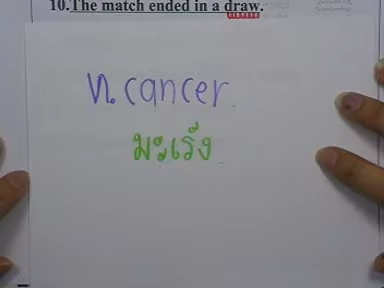 10.The match ended in a draw.
n. cancer
มะเร็ง